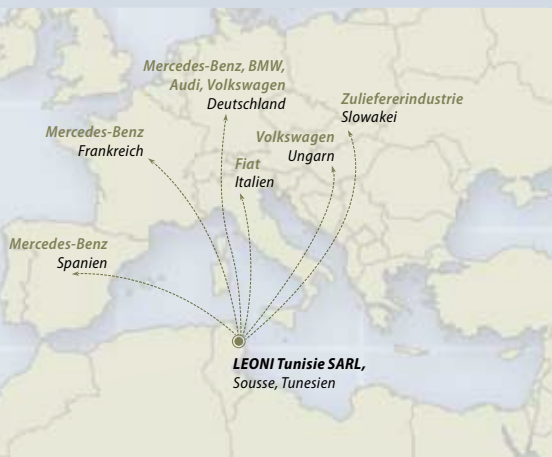 Mercedes-Benz, BMW,
Audi, Volkswagen
Deutschland
Zuliefererindustrie
Slowakei
Mercedes-Benz
Frankreich
Volkswagen
Ungarn
Fiat
Italien
Mercedes-Benz
Spanien
LEONI Tunisie SARL,
Sousse, Tunesien